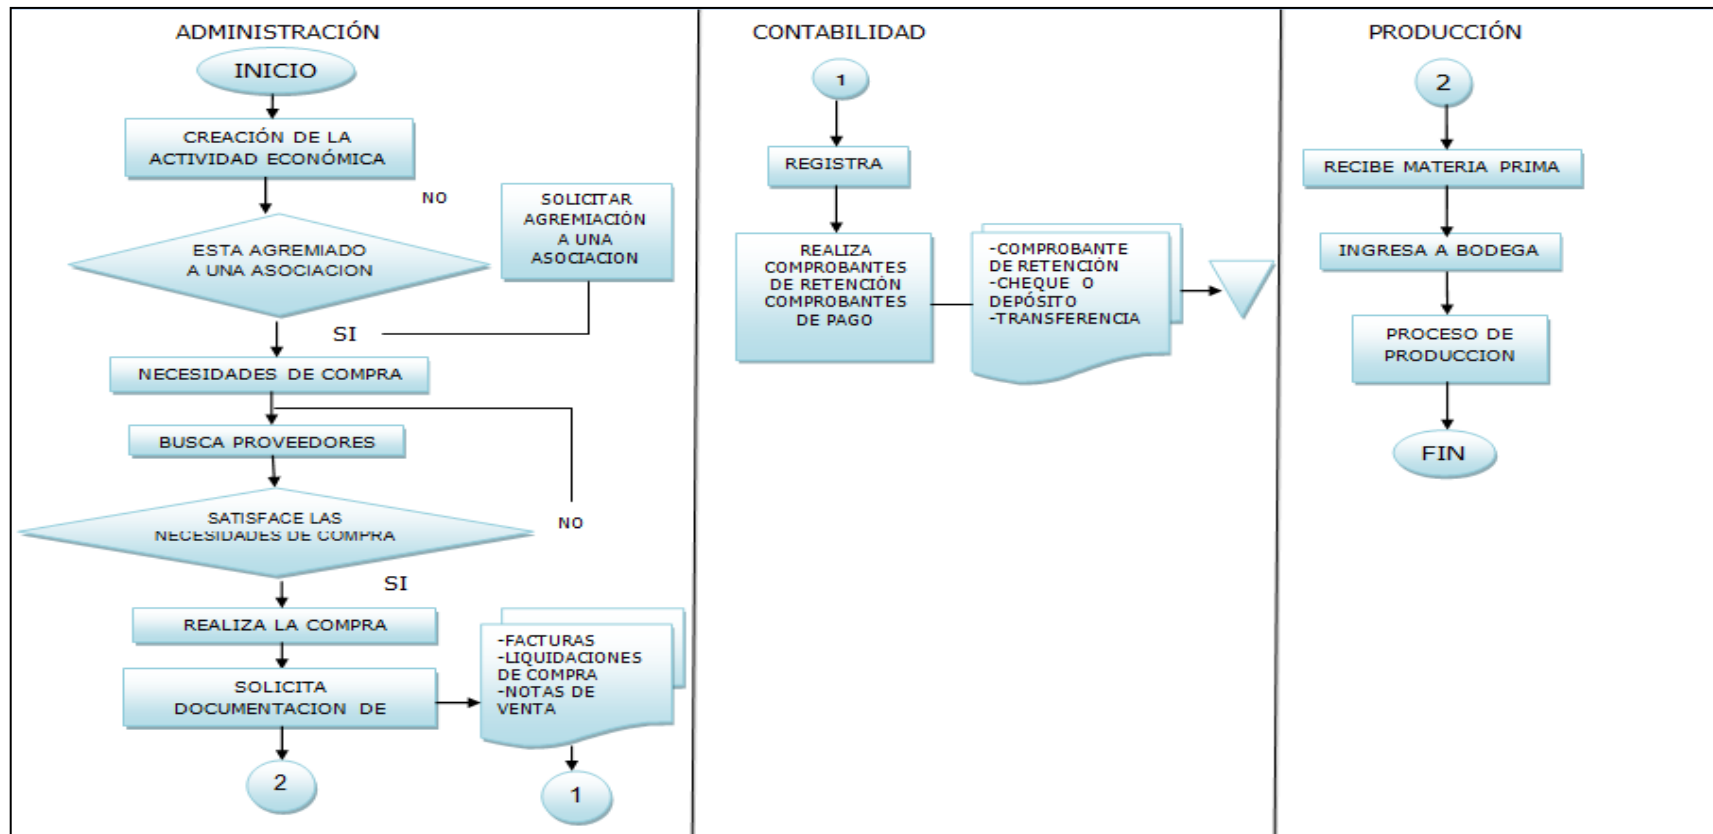 ADMINISTRACIÓN
INICIO
CREACIÓN DE LA
ACTIVIDAD ECONÓMICA
NO
SOLICITAR
AGREMIACIÓN
A UNA
ASOCIACION
ESTA AGREMIADO
A UNA ASOCIACION
SI
NECESIDADES DE COMPRA
BUSCA PROVEEDORES
SATISFACE LAS
NECESIDADES DE COMPRA
NO
SI
REALIZA LA COMPRA
SOLICITA
DOCUMENTACION DE
-FACTURAS
-LIQUIDACIONES
DE COMPRA
-NOTAS DE
VENTA
2
1
CONTABILIDAD
1
REGISTRA
REALIZA
COMPROBANTES
DE RETENCIÓN
COMPROBANTES
DE PAGO
-COMPROBANTE
DE RETENCIÓN
-CHEQUE O
DEPÓSITO
-TRANSFERENCIA
PRODUCCIÓN
2
RECIBE MATERIA PRIMA
INGRESA A BODEGA
PROCESO DE
PRODUCCION
FIN